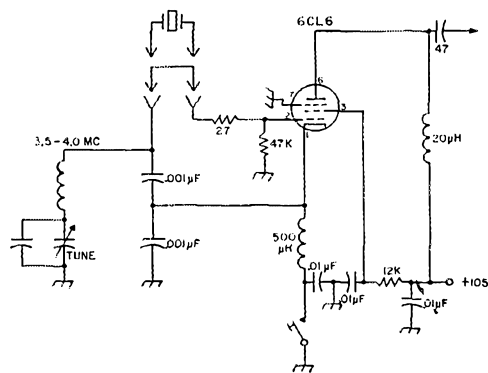 6CL6
47
6
7
3
2
1
27
47K
20µH
3.5-4.0 MC
.001µF
.001µF
TUNE
500
µH
.01µF
.01µF
12K
+105
.01µF